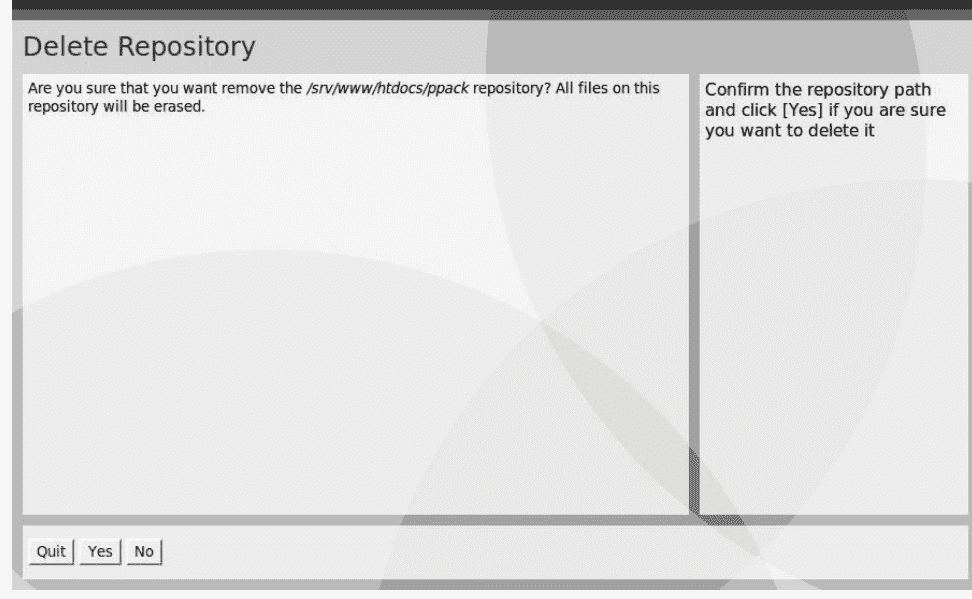 Delete Repository
Are you sure that you want remove the /srv/www/htdocs/ppack repository? All files on this
repository will be erased.
Confirm the repository path
and click [Yes] if you are sure
you want to delete it
Quit Yes No